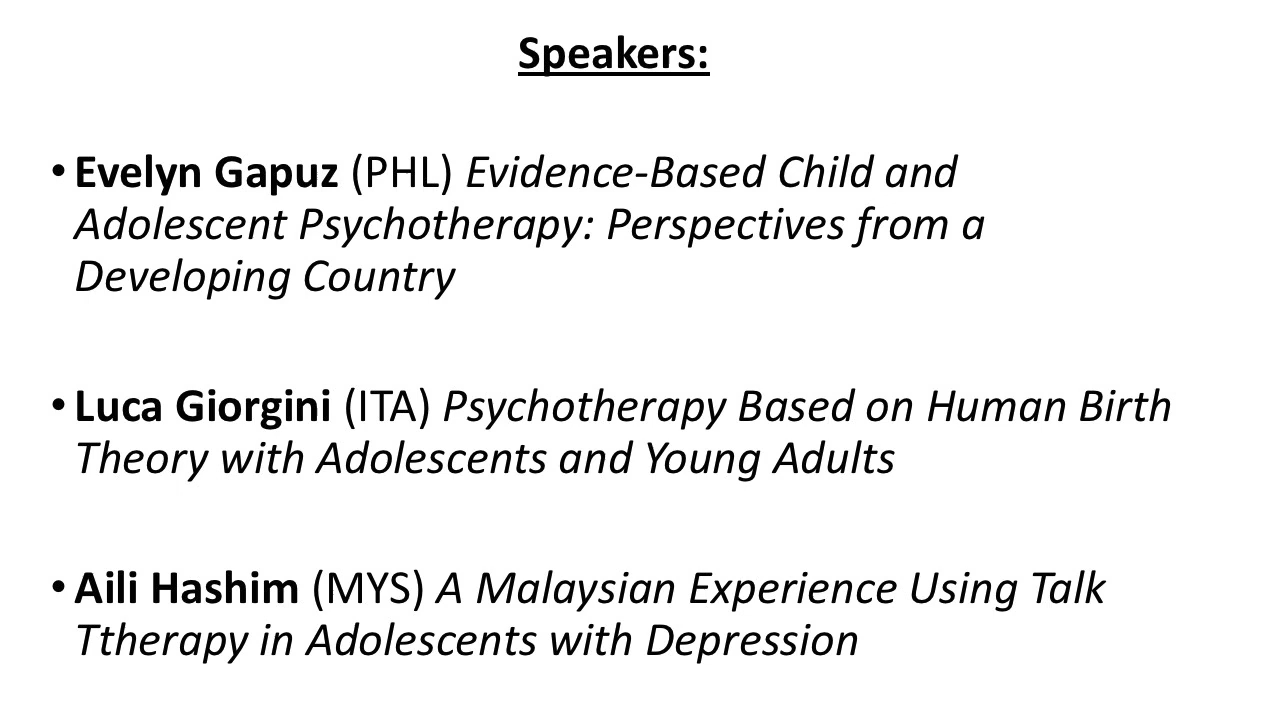 Speakers:
• Evelyn Gapuz (PHL) Evidence-Based Child and
Adolescent Psychotherapy: Perspectives from a
Developing Country
• Luca Giorgini (ITA) Psychotherapy Based on Human Birth
Theory with Adolescents and Young Adults
• Aili Hashim (MYS) A Malaysian Experience Using Talk
Ttherapy in Adolescents with Depression